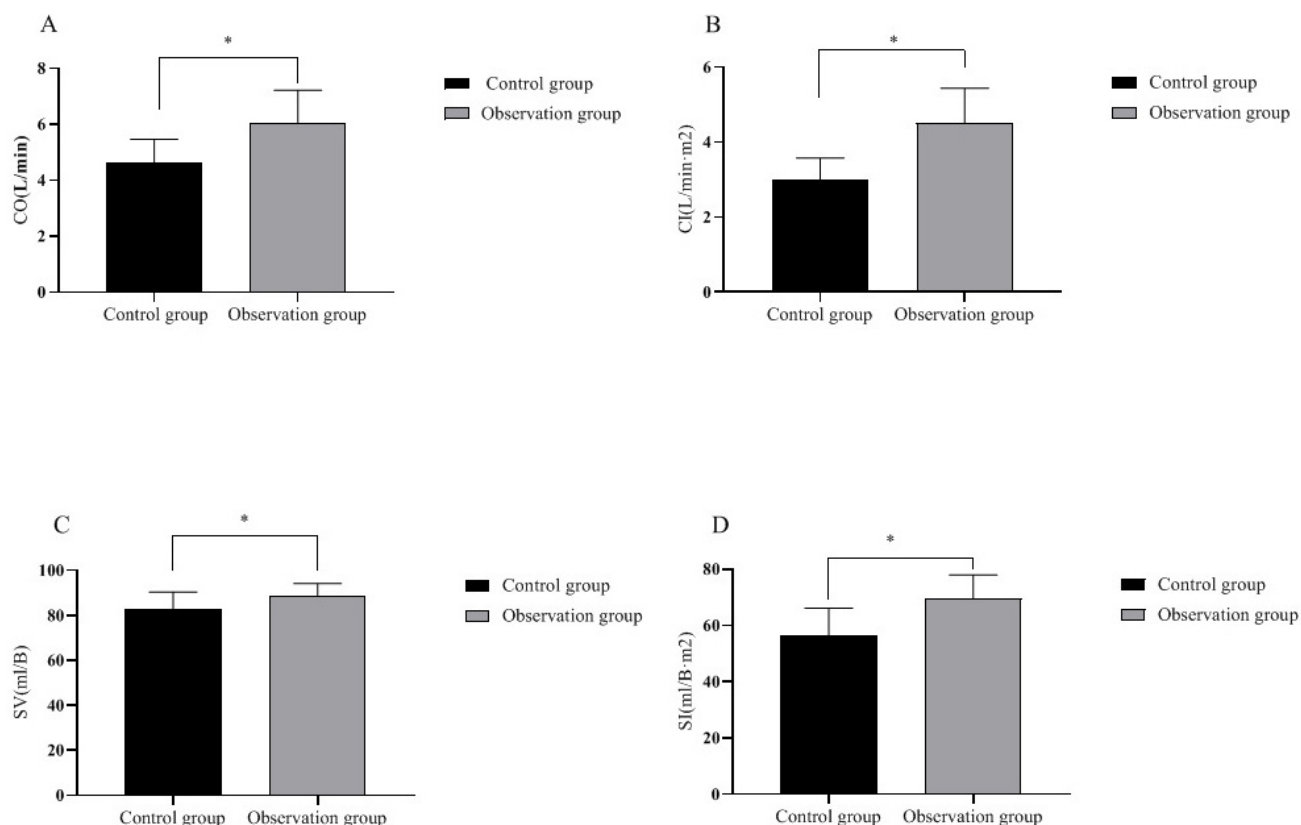 A
*
8
6
4
2
0
CO(L/min)
Control group
Observation group
Control group
Observation group
B
*
6
4
2
0
CI(L/min·m2)
Control group
Observation group
Control group
Observation group
C
*
100
80
60
40
20
0
SV(ml/B)
Control group
Observation group
Control group
Observation group
D
*
80
60
40
20
0
SI(ml/B·m2)
Control group
Observation group
Control group
Observation group